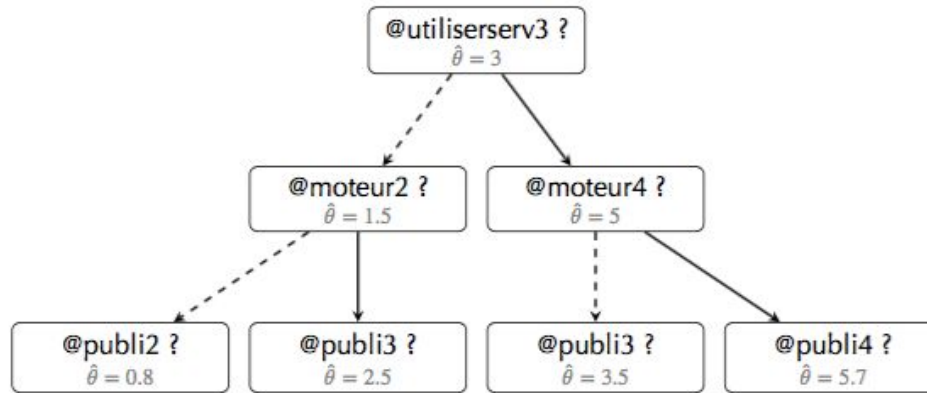 @utiliserserv3 ?
θ̂ = 3
@moteur2 ?
θ̂ = 1.5
@moteur4 ?
θ̂ = 5
@publi2 ?
θ̂ = 0.8
@publi3 ?
θ̂ = 2.5
@publi3 ?
θ̂ = 3.5
@publi4 ?
θ̂ = 5.7